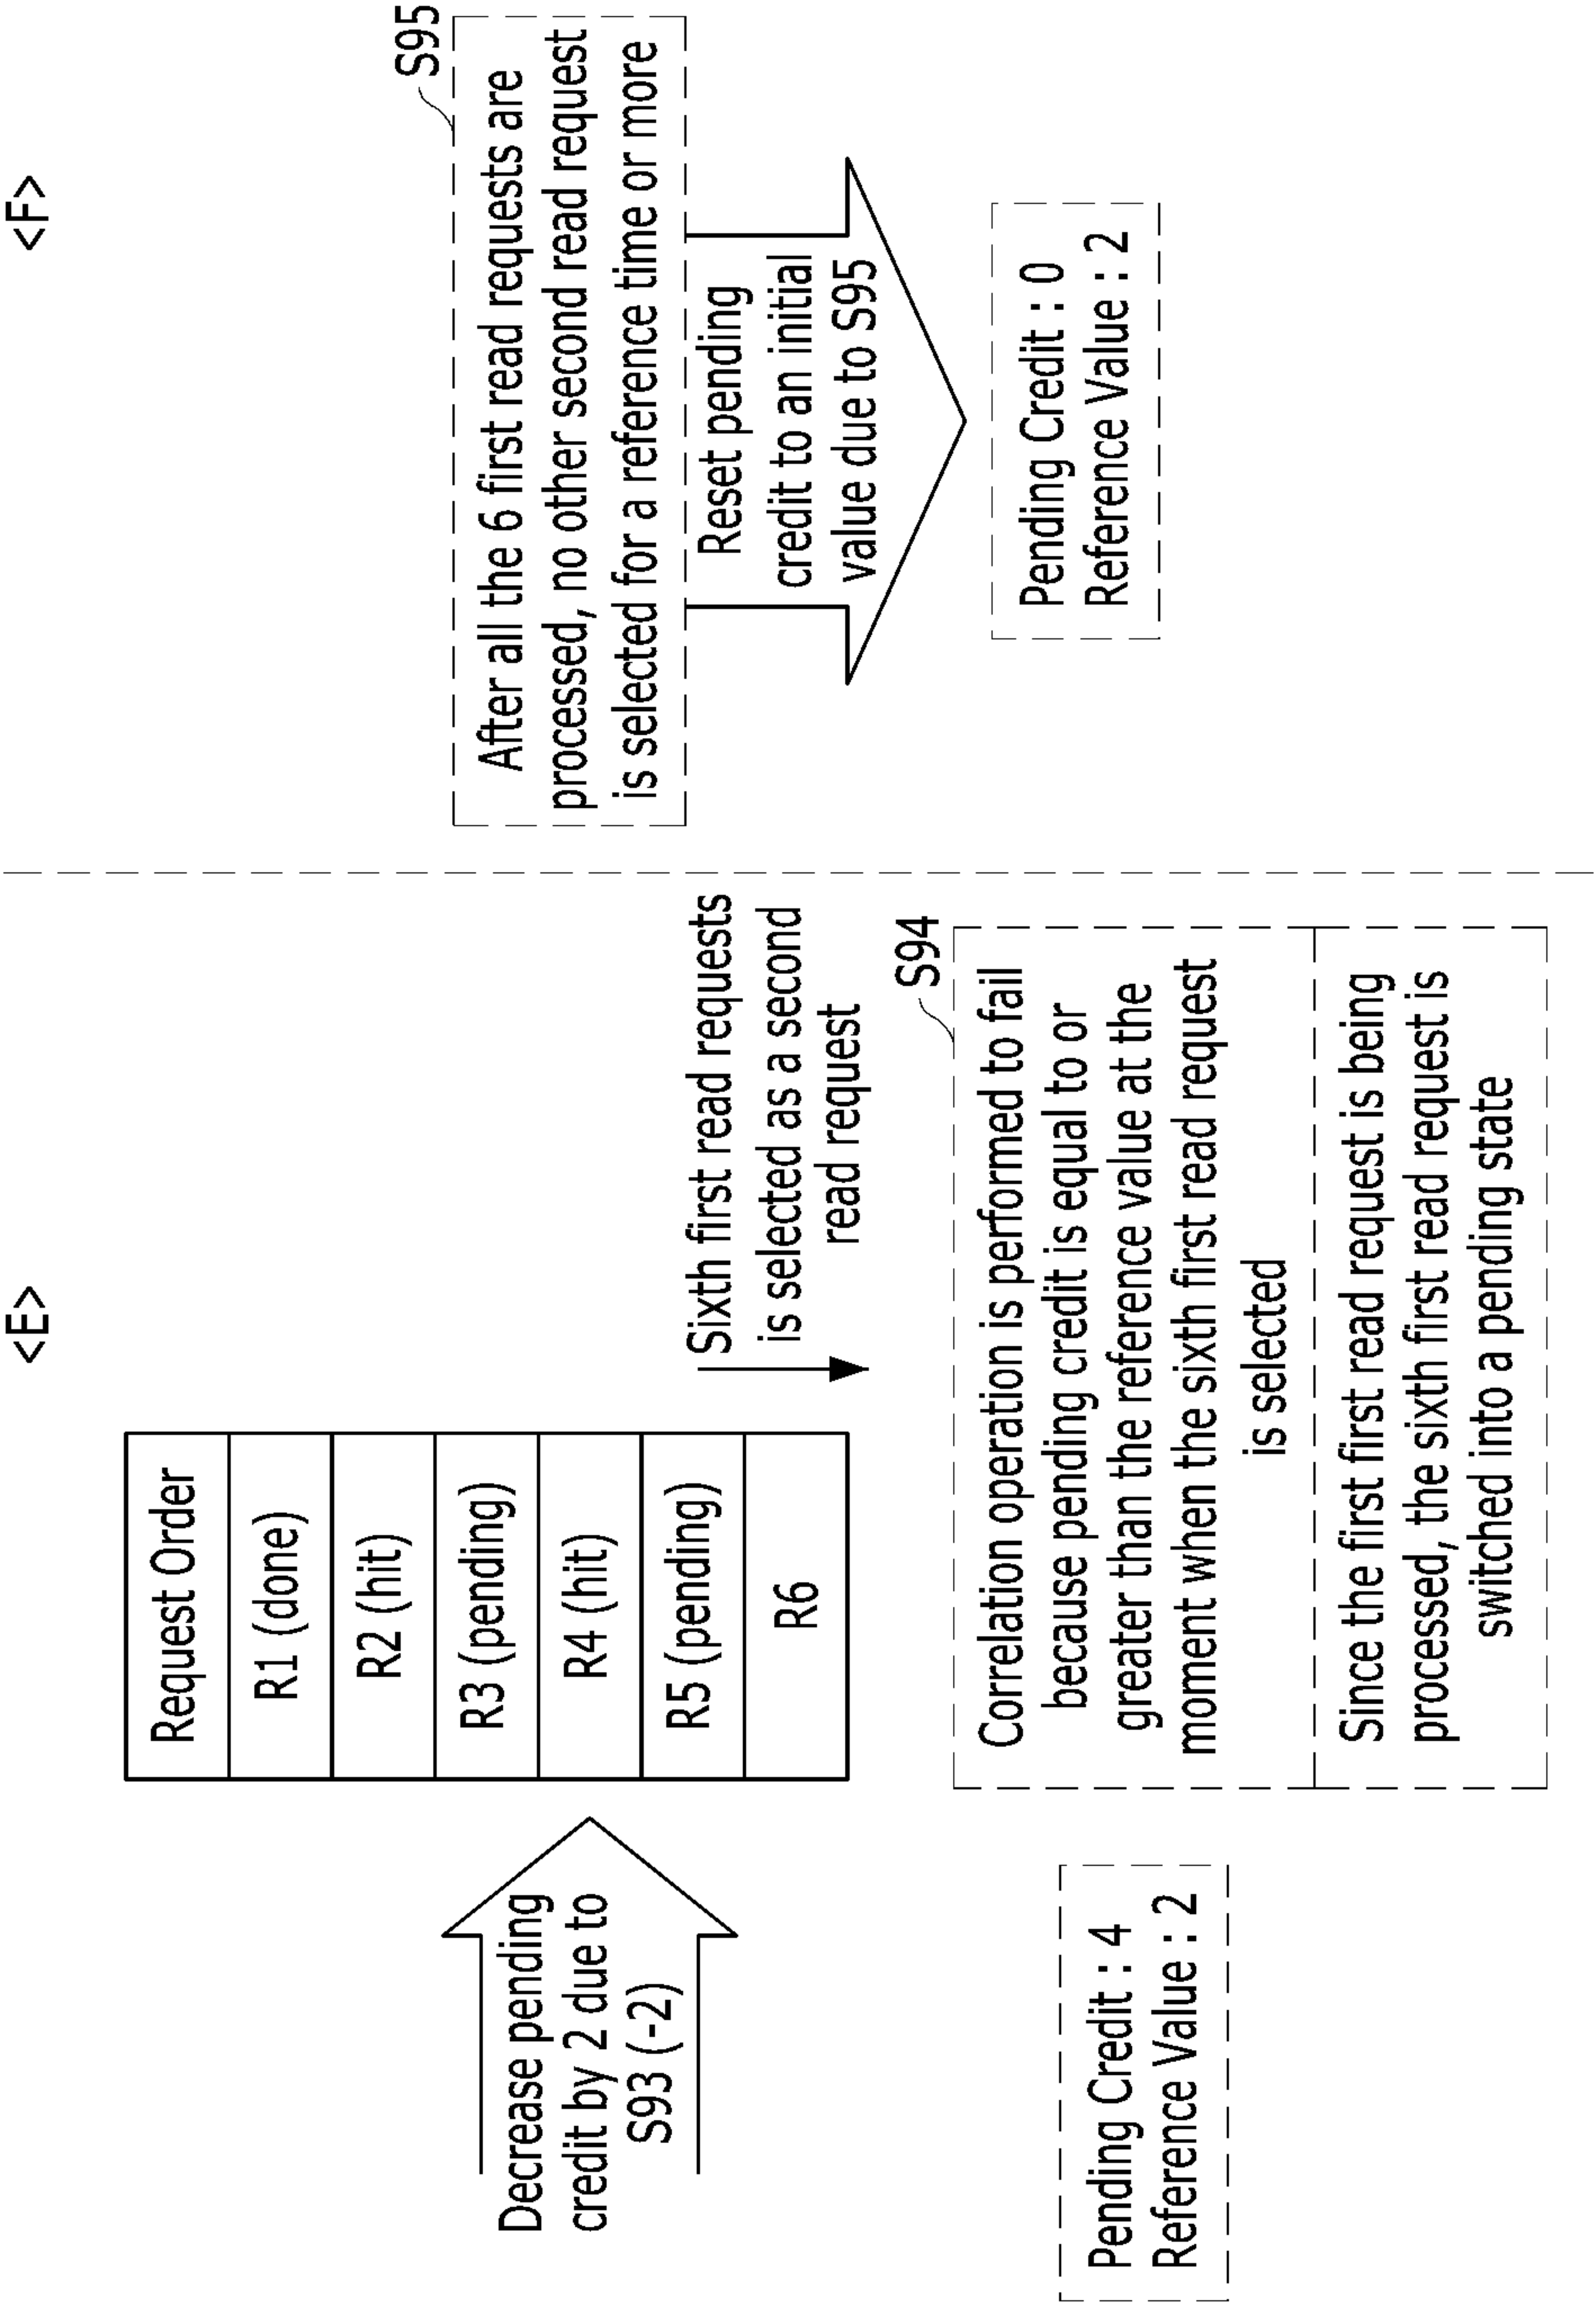 <E>
Decrease pending
credit by 2 due to
S93 (-2)
Request Order
R1 (done)
R2 (hit)
R3 (pending)
R4 (hit)
R5 (pending)
R6
Sixth first read requests
is selected as a second
read request
Pending Credit : 4
Reference Value : 2
S94
Correlation operation is performed to fail
because pending credit is equal to or
greater than the reference value at the
moment when the sixth first read request
is selected
Since the first first read request is being
processed, the sixth first read request is
switched into a pending state
<F>
S95
After all the 6 first read requests are
processed, no other second read request
is selected for a reference time or more
Reset pending
credit to an initial
value due to S95
Pending Credit : 0
Reference Value : 2